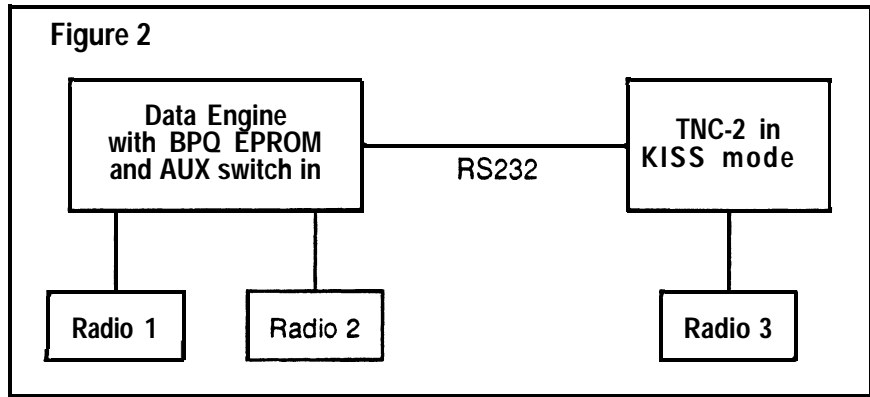 Figure 2
Data Engine
with BPQ EPROM
and AUX switch in
TNC-2 in
KISS mode
RS232
Radio 1
Radio 2
Radio 3